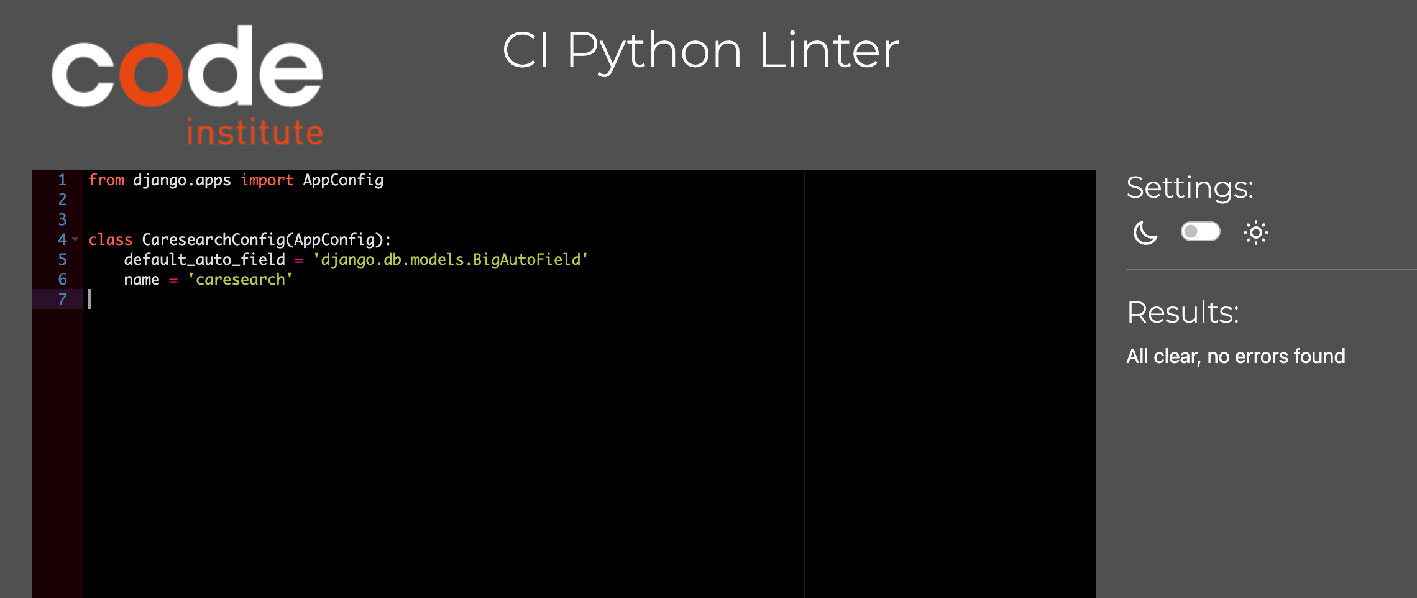 code
institute
CI Python Linter
1 from django.apps import AppConfig
2
3
4 class CaresearchConfig(AppConfig):
5     default_auto_field = 'django.db.models.BigAutoField'
6     name = 'caresearch'
7
Settings:
Results:
All clear, no errors found